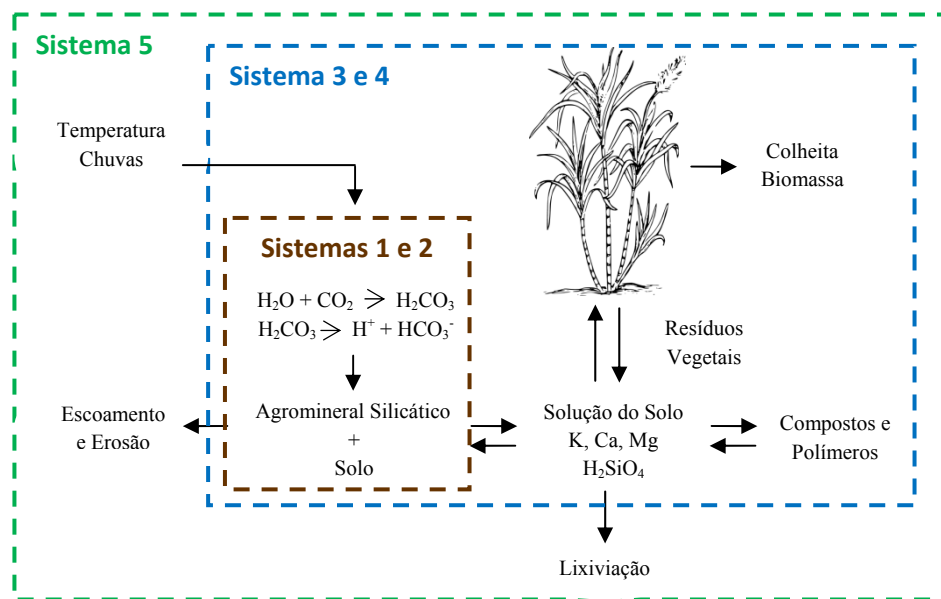 Sistema 5
Sistema 3 e 4
Temperatura
Chuvas
Colheita
Biomassa
Sistemas 1 e 2
H₂O + CO₂ > H₂CO₃
H₂CO₃ > H⁺ + HCO₃⁻
Resíduos
Vegetais
Escoamento
e Erosão
Agromineral Silicático
+
Solo
Solução do Solo
K, Ca, Mg
H₂SiO₄
Compostos e
Polímeros
Lixiviação